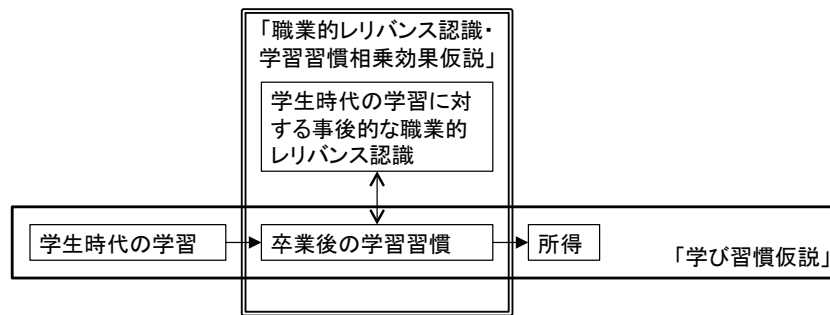 「職業的レリバンス認識・
学習習慣相乗効果仮説」
学生時代の学習に対
する事後的な職業的
レリバンス認識
学生時代の学習
卒業後の学習習慣
所得
「学び習慣仮説」